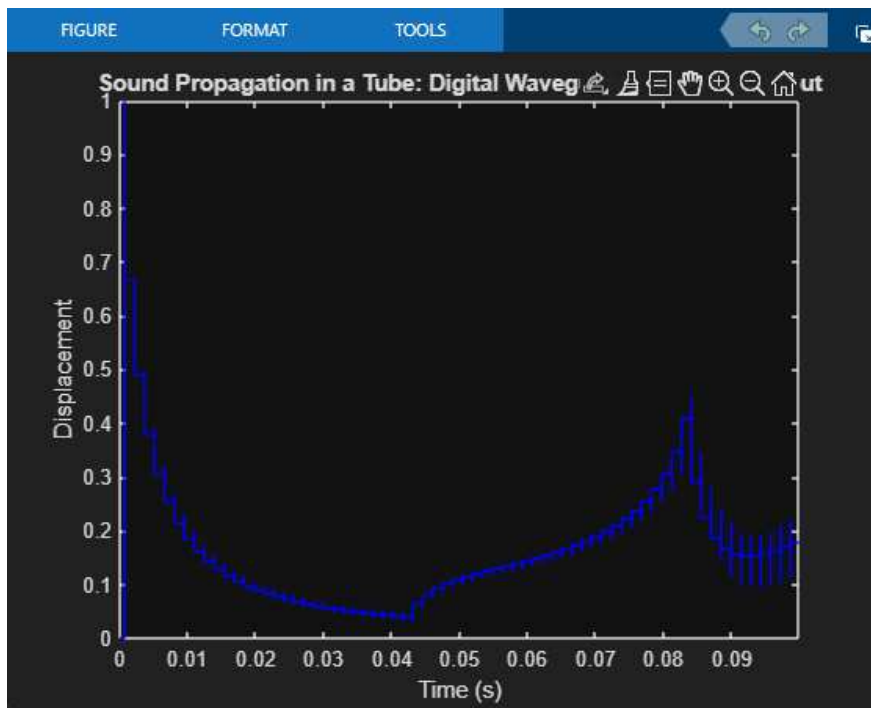 FIGURE FORMAT TOOLS
Sound Propagation in a Tube: Digital Waveg ut
1
0.9
0.8
0.7
0.6
0.5
0.4
0.3
0.2
0.1
0
Displacement
0 0.01 0.02 0.03 0.04 0.05 0.06 0.07 0.08 0.09
Time (s)